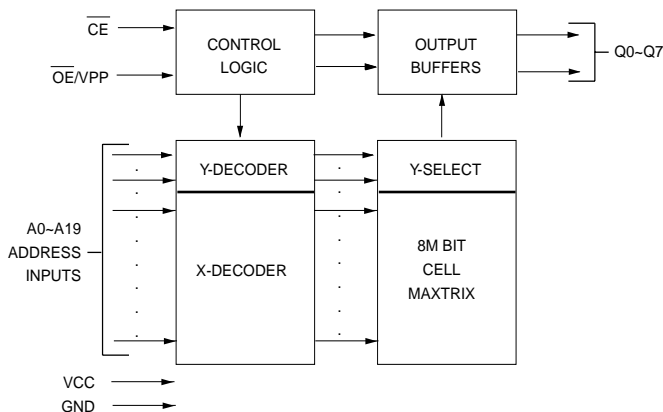 CE
CONTROL
LOGIC
OUTPUT
BUFFERS
Q0~Q7
OE/VPP
Y-DECODER
Y-SELECT
A0~A19
ADDRESS
INPUTS
X-DECODER
8M BIT
CELL
MAXTRIX
VCC
GND